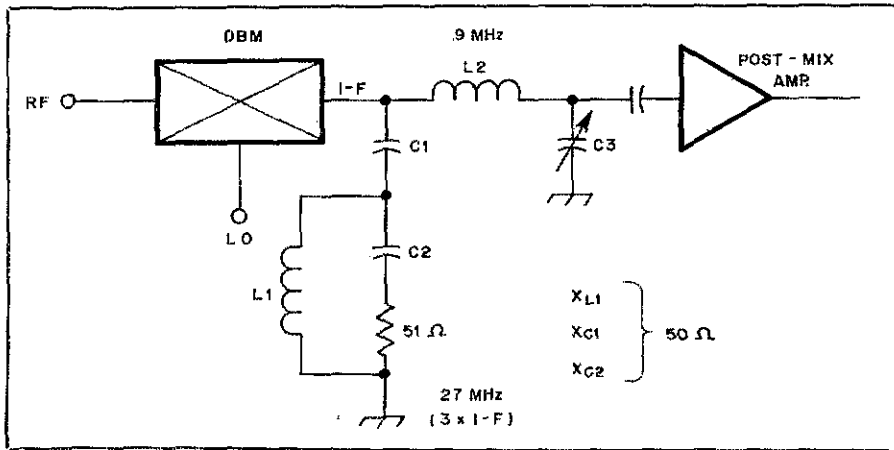 DBM
.9 MHz
L2
POST - MIX
AMP.
RF
I-F
C1
C3
LO
C2
L1
51 Ω
XL1
XC1
XC2
50 Ω
27 MHz
(3 x I-F)